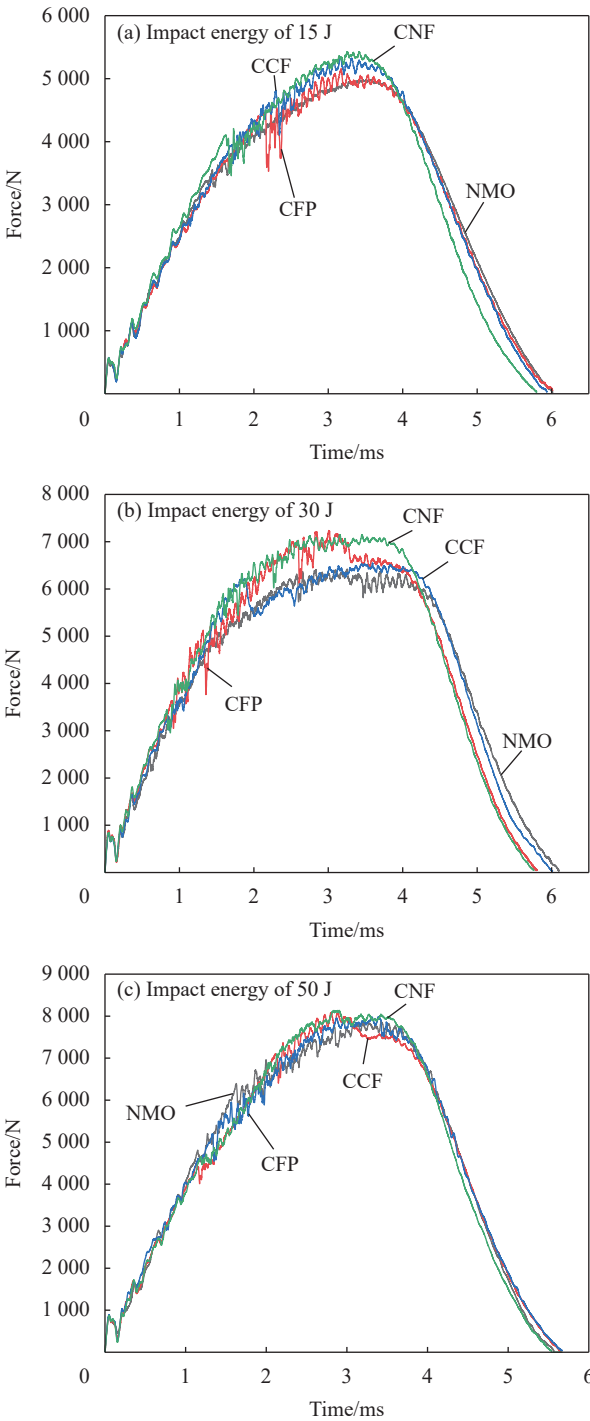 (a) Impact energy of 15 J
CNF
CCF
CFP
NMO
6 000
5 000
4 000
3 000
2 000
1 000
0
1 2 3 4 5 6
Force/N
Time/ms
(b) Impact energy of 30 J
CNF
CCF
CFP
NMO
8 000
7 000
6 000
5 000
4 000
3 000
2 000
1 000
0
1 2 3 4 5 6
Force/N
Time/ms
(c) Impact energy of 50 J
CNF
CCF
NMO
CFP
9 000
8 000
7 000
6 000
5 000
4 000
3 000
2 000
1 000
0
1 2 3 4 5 6
Force/N
Time/ms